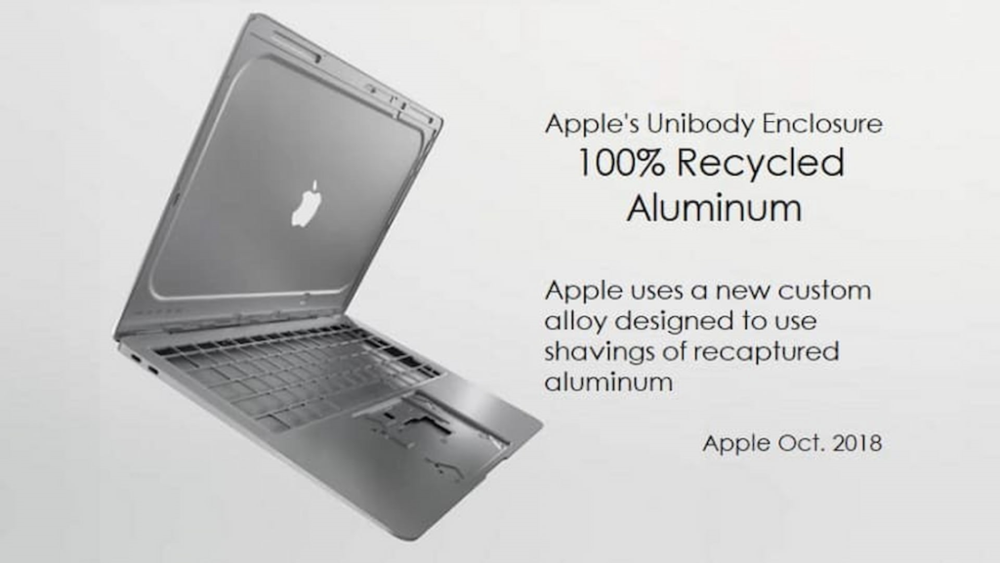 Apple's Unibody Enclosure
100% Recycled
Aluminum
Apple uses a new custom
alloy designed to use
shavings of recaptured
aluminum
Apple Oct. 2018